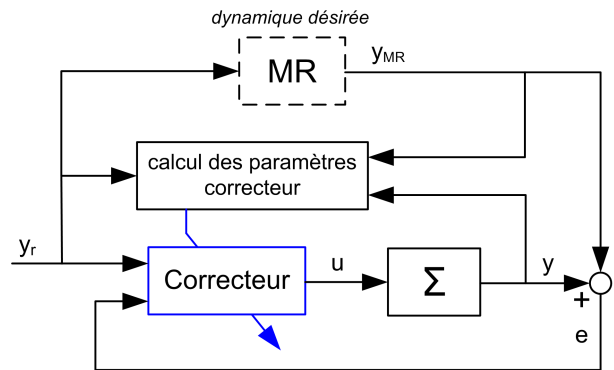 dynamique désirée
MR
yMR
calcul des paramètres
correcteur
yr
Correcteur
u
Σ
y
+
e